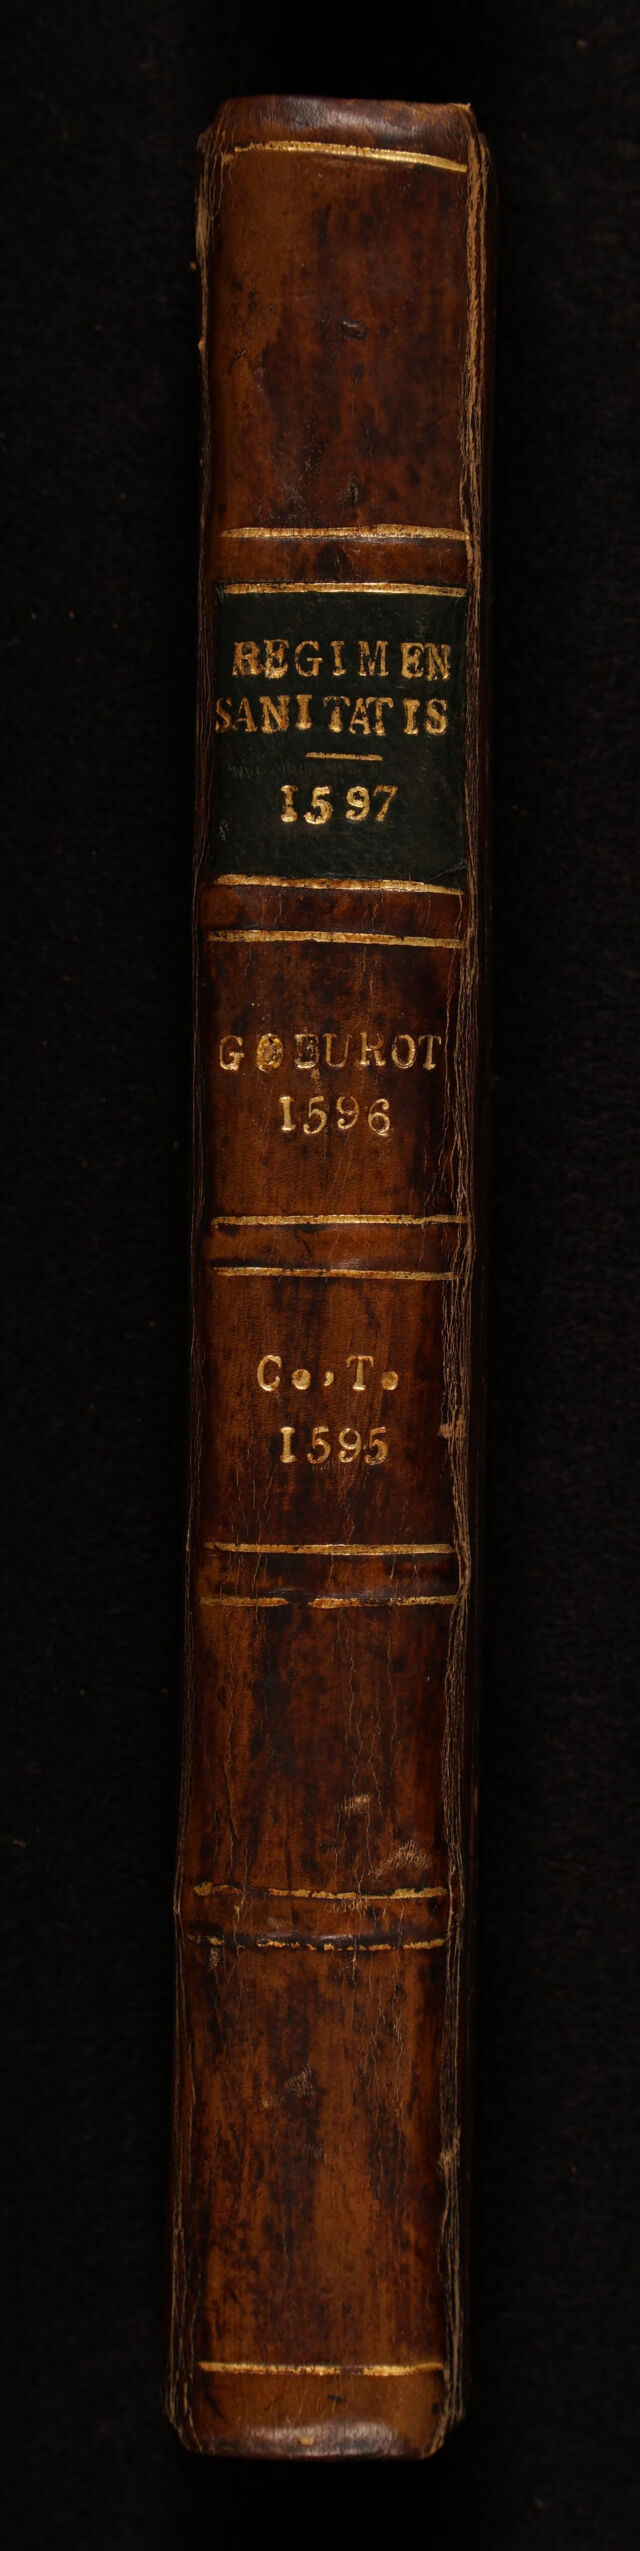 REGIMEN
SANITATIS
1597
GOEUROT
1596
C.,T.
1595